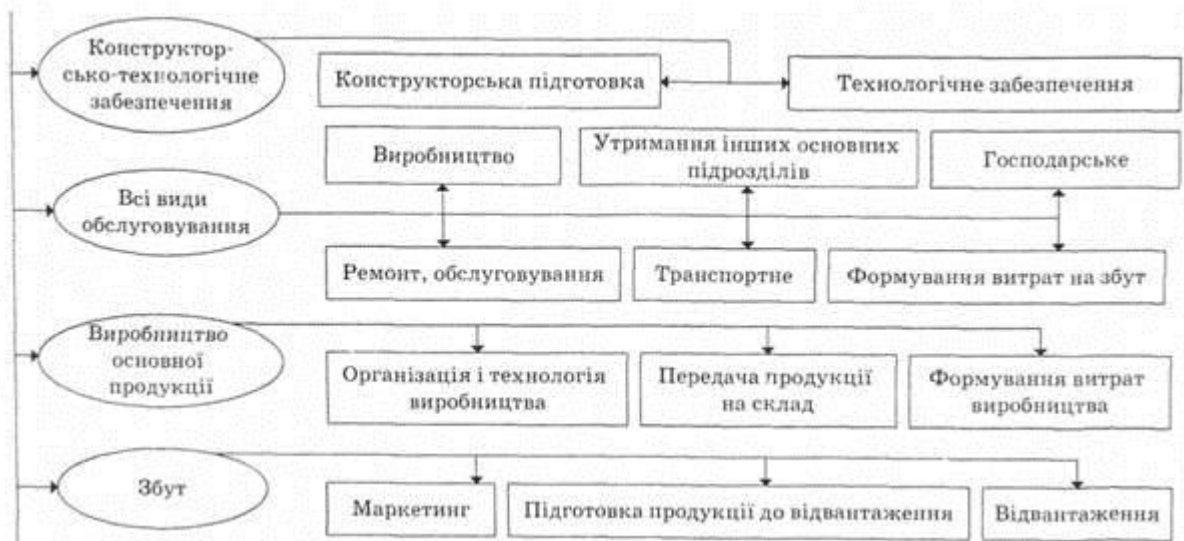 Конструктор-
сько-технологічне
забезпечення
Конструкторська підготовка
Технологічне забезпечення
Виробництво
Утримання інших основних
підрозділів
Господарське
Всі види
обслуговування
Ремонт, обслуговування
Транспортне
Формування витрат на збут
Виробництво
основної
продукції
Організація і технологія
виробництва
Передача продукції
на склад
Формування витрат
виробництва
Збут
Маркетинг
Підготовка продукції до відвантаження
Відвантаження